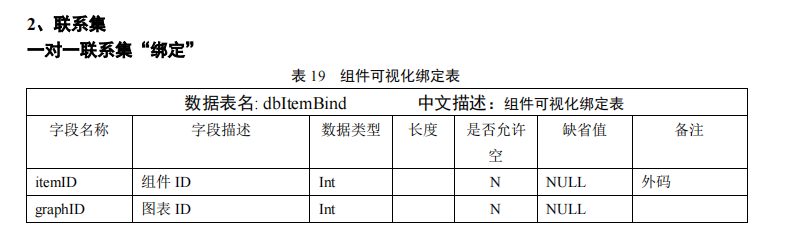 2、联系集
一对一联系集“绑定”
表 19 组件可视化绑定表
数据表名: dbItemBind 中文描述：组件可视化绑定表
字段名称 字段描述 数据类型 长度 是否允许空 缺省值 备注
itemID 组件 ID Int N NULL 外码
graphID 图表 ID Int N NULL